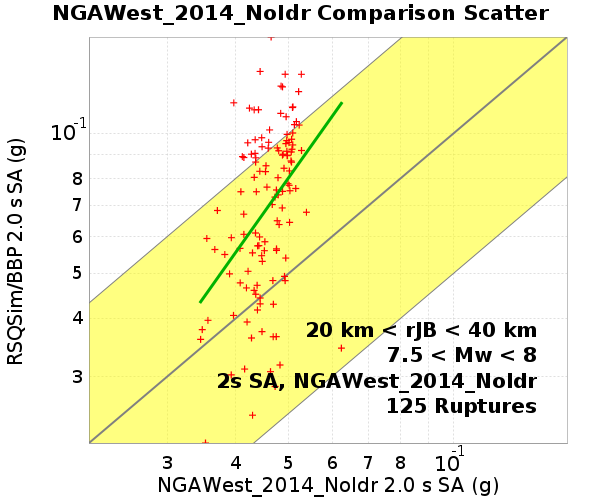 NGAWest_2014_NoIdr Comparison Scatter
RSQSim/BBP 2.0 s SA (g)
10-1
8
7
6
5
4
3
20 km < rJB < 40 km
7.5 < Mw < 8
2s SA, NGAWest_2014_NoIdr
125 Ruptures
3 4 5 6 7 8 10-1
NGAWest_2014_NoIdr 2.0 s SA (g)